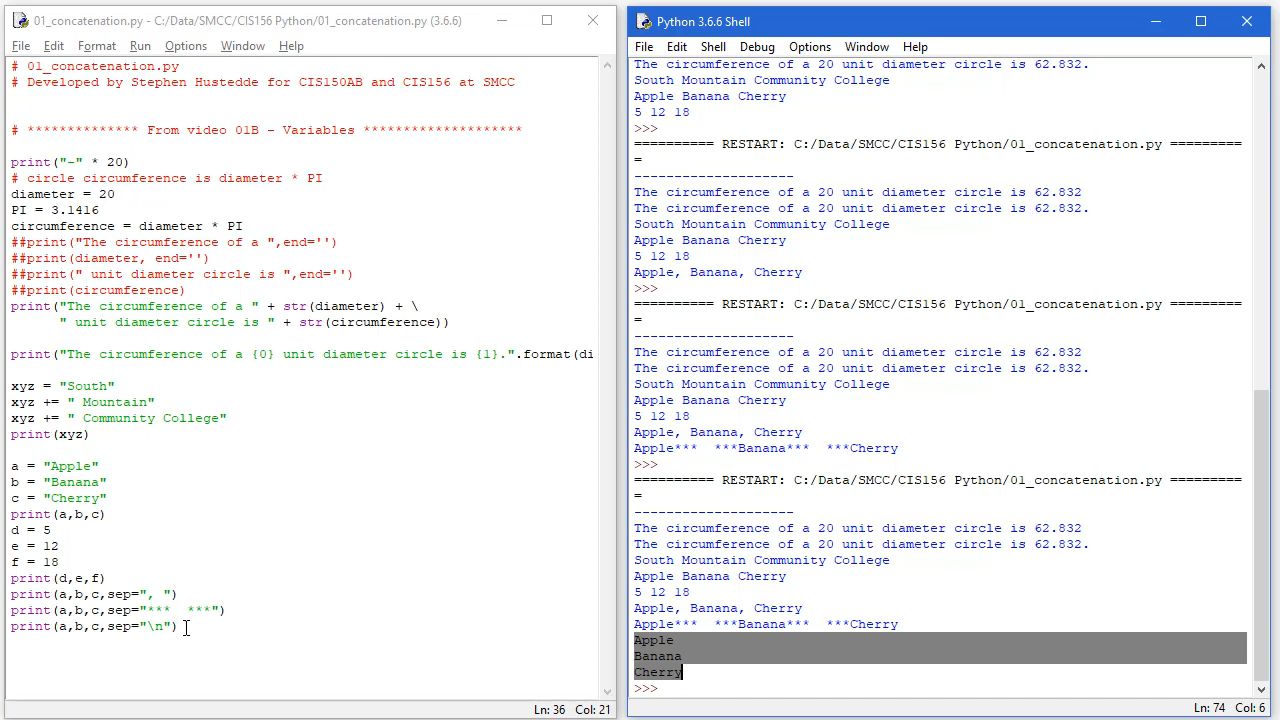 01_concatenation.py - C:/Data/SMCC/CIS156 Python/01_concatenation.py (3.6.6)
File Edit Format Run Options Window Help
# 01_concatenation.py
# Developed by Stephen Hustedde for CIS150AB and CIS156 at SMCC
# ************** From video 01B - Variables ********************
print("-" * 20)
# circle circumference is diameter * PI
diameter = 20
PI = 3.1416
circumference = diameter * PI
##print("The circumference of a ",end='')
##print(diameter, end='')
##print(" unit diameter circle is ",end='')
##print(circumference)
print("The circumference of a " + str(diameter) + \
      " unit diameter circle is " + str(circumference))
print("The circumference of a {0} unit diameter circle is {1}.".format(di
xyz = "South"
xyz += " Mountain"
xyz += " Community College"
print(xyz)
a = "Apple"
b = "Banana"
c = "Cherry"
print(a,b,c)
d = 5
e = 12
f = 18
print(d,e,f)
print(a,b,c,sep=", ")
print(a,b,c,sep="***  ***")
print(a,b,c,sep="\n")
Ln: 36 Col: 21
Python 3.6.6 Shell
File Edit Shell Debug Options Window Help
The circumference of a 20 unit diameter circle is 62.832.
South Mountain Community College
Apple Banana Cherry
5 12 18
>>>
========== RESTART: C:/Data/SMCC/CIS156 Python/01_concatenation.py =========
=
--------------------
The circumference of a 20 unit diameter circle is 62.832
The circumference of a 20 unit diameter circle is 62.832.
South Mountain Community College
Apple Banana Cherry
5 12 18
Apple, Banana, Cherry
>>>
========== RESTART: C:/Data/SMCC/CIS156 Python/01_concatenation.py =========
=
--------------------
The circumference of a 20 unit diameter circle is 62.832
The circumference of a 20 unit diameter circle is 62.832.
South Mountain Community College
Apple Banana Cherry
5 12 18
Apple, Banana, Cherry
Apple***  ***Banana***  ***Cherry
>>>
========== RESTART: C:/Data/SMCC/CIS156 Python/01_concatenation.py =========
=
--------------------
The circumference of a 20 unit diameter circle is 62.832
The circumference of a 20 unit diameter circle is 62.832.
South Mountain Community College
Apple Banana Cherry
5 12 18
Apple, Banana, Cherry
Apple***  ***Banana***  ***Cherry
Apple
Banana
Cherry
>>>
Ln: 74 Col: 6